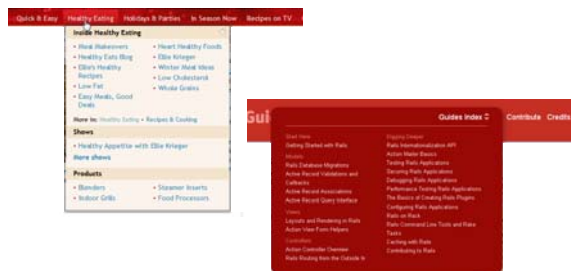 Quick & Easy Healthy Eating Holidays & Parties In Season Now Recipes on TV
Inside Healthy Eating
• Meal Makeovers
• Healthy Eats Blog
• Ellie's Healthy
Recipes
• Low Fat
• Easy Meals, Good
Deals
• Heart Healthy Foods
• Ellie Krieger
• Winter Meal Ideas
• Low Cholesterol
• Whole Grains
More in: Healthy Eating • Recipes & Cooking
Shows
• Healthy Appetite with Ellie Krieger
More shows
Products
• Blenders
• Indoor Grills
• Steamer Inserts
• Food Processors
Gui
Guides Index Contribute Credits
Start Here
Getting Started with Rails
Models
Rails Database Migrations
Active Record Validations and
Callbacks
Active Record Associations
Active Record Query Interface
Views
Layouts and Rendering in Rails
Action View Form Helpers
Controllers
Action Controller Overview
Rails Routing from the Outside In
Digging Deeper
Rails Internationalization API
Action Mailer Basics
Testing Rails Applications
Securing Rails Applications
Debugging Rails Applications
Performance Testing Rails Applications
The Basics of Creating Rails Plugins
Configuring Rails Applications
Rails on Rack
Rails Command Line Tools and Rake
Tasks
Caching with Rails
Contributing to Rails